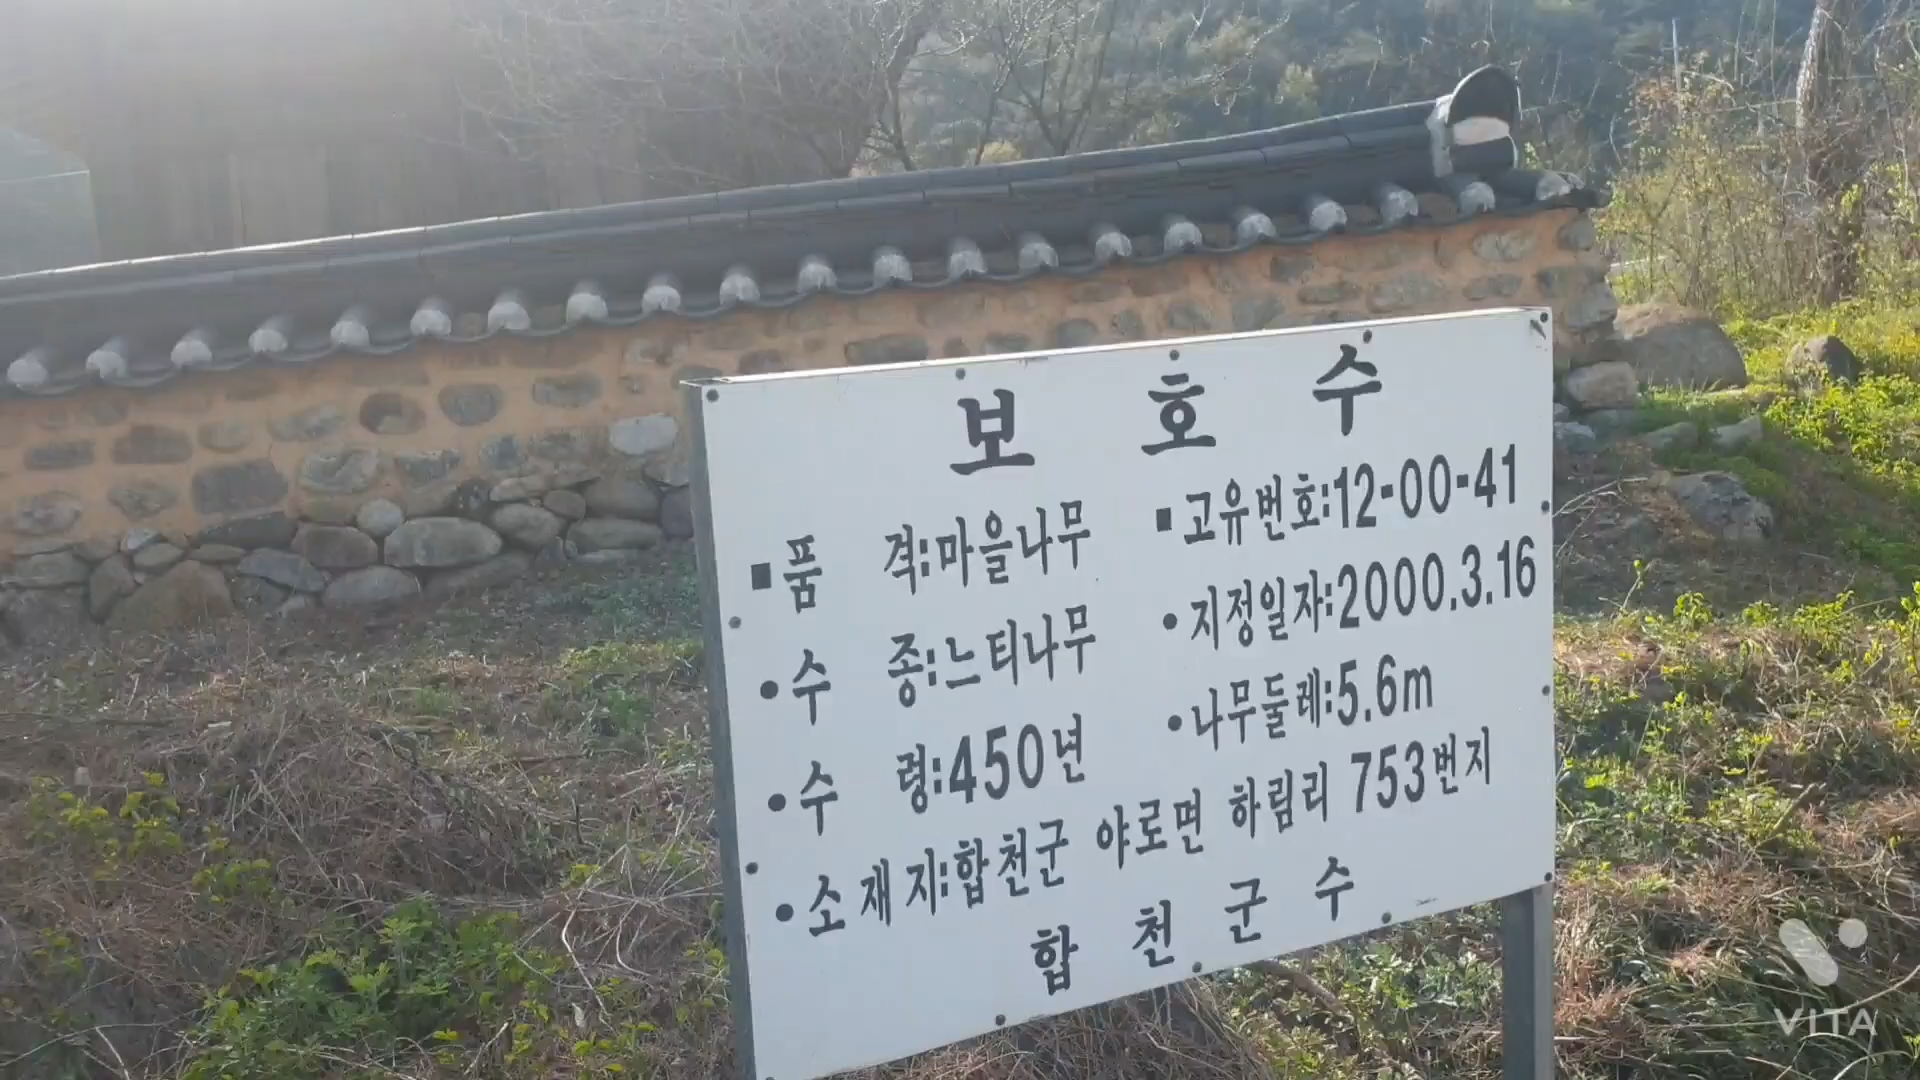 보 호 수
■품 격:마을나무 ■고유번호:12-00-41
•수 종:느티나무 •지정일자:2000.3.16
•수 령:450년 •나무둘레:5.6m
•소재지:합천군 야로면 하림리 753번지
합 천 군 수
VITA